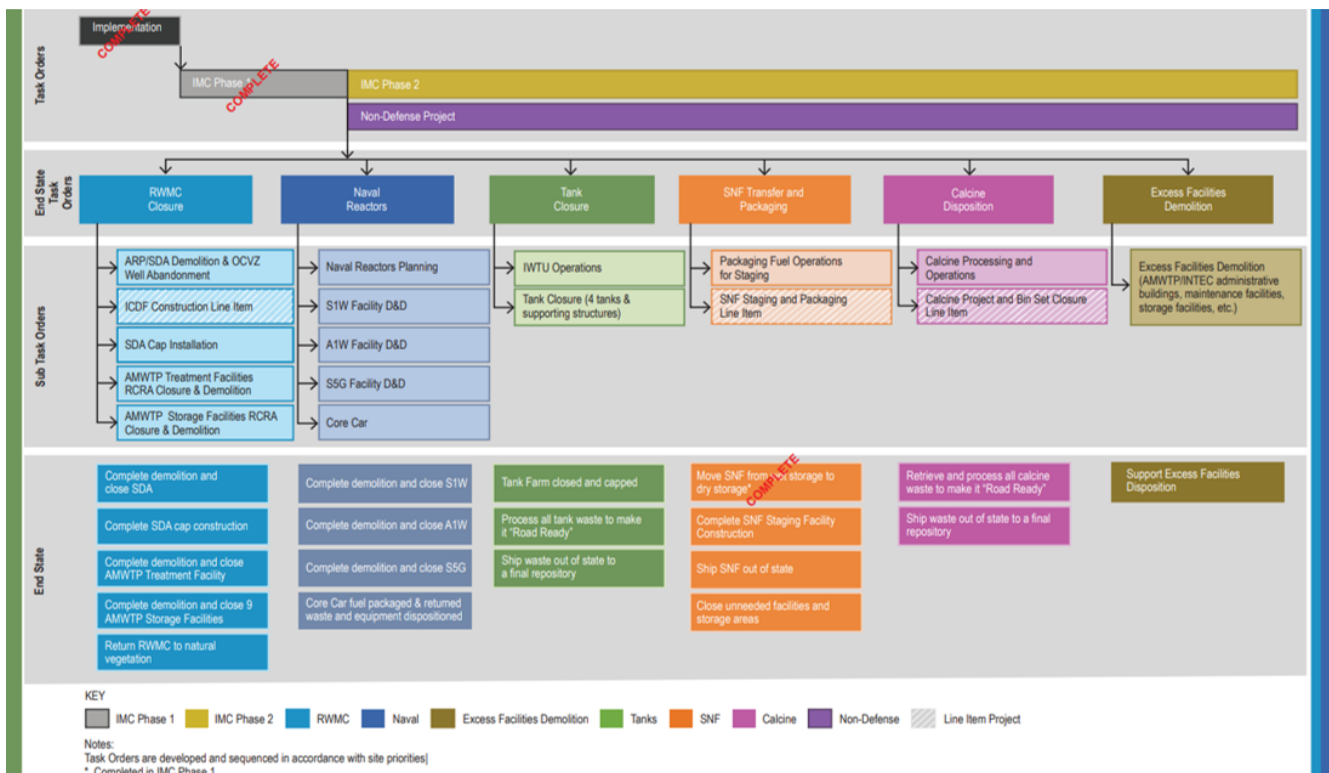 Task Orders
Implementation
COMPLETE
IMC Phase 1
COMPLETE
IMC Phase 2
Non-Defense Project
End State
Task
Orders
RWMC
Closure
Naval
Reactors
Tank
Closure
SNF Transfer and
Packaging
Calcine
Disposition
Excess Facilities
Demolition
Sub Task Orders
ARP/SDA Demolition & OCVZ
Well Abandonment
ICDF Construction Line Item
SDA Cap Installation
AMWTP Treatment Facilities
RCRA Closure & Demolition
AMWTP Storage Facilities RCRA
Closure & Demolition
Naval Reactors Planning
S1W Facility D&D
A1W Facility D&D
S5G Facility D&D
Core Car
IWTU Operations
Tank Closure (4 tanks &
supporting structures)
Packaging Fuel Operations
for Staging
SNF Staging and Packaging
Line Item
Calcine Processing and
Operations
Calcine Project and Bin Set Closure
Line Item
Excess Facilities Demolition
(AMWTP/INTEC administrative
buildings, maintenance facilities,
storage facilities, etc.)
End State
Complete demolition and
close SDA
Complete SDA cap construction
Complete demolition and close
AMWTP Treatment Facility
Complete demolition and close 9
AMWTP Storage Facilities
Return RWMC to natural
vegetation
Complete demolition and close S1W
Complete demolition and close A1W
Complete demolition and close S5G
Core Car fuel packaged & returned
waste and equipment dispositioned
Tank Farm closed and capped
Process all tank waste to make
it “Road Ready”
Ship waste out of state to
a final repository
Move SNF from wet storage to
dry storage*
COMPLETE
Complete SNF Staging Facility
Construction
Ship SNF out of state
Close unneeded facilities and
storage areas
Retrieve and process all calcine
waste to make it “Road Ready”
Ship waste out of state to a final
repository
Support Excess Facilities
Disposition
KEY
IMC Phase 1
IMC Phase 2
RWMC
Naval
Excess Facilities Demolition
Tanks
SNF
Calcine
Non-Defense
Line Item Project
Notes:
Task Orders are developed and sequenced in accordance with site priorities|
* Completed in IMC Phase 1